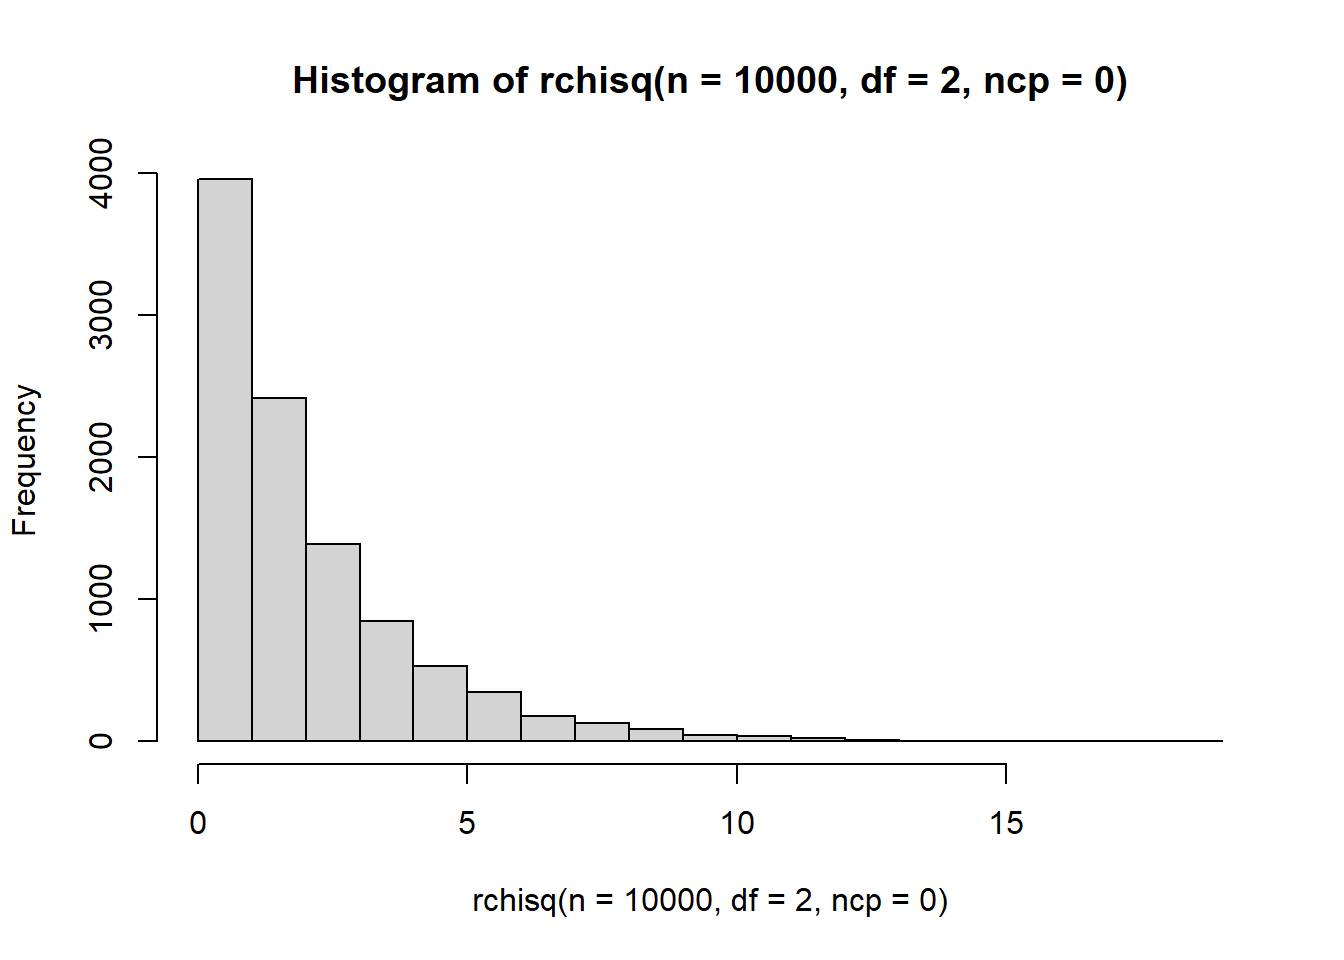 Histogram of rchisq(n = 10000, df = 2, ncp = 0)
Frequency
4000
3000
2000
1000
0
0 5 10 15
rchisq(n = 10000, df = 2, ncp = 0)